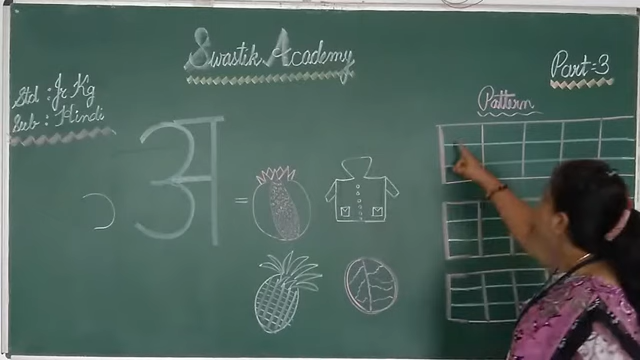 Swastik Academy
Part=3
Std : Jr Kg
Sub : Hindi
Pattern
अ =